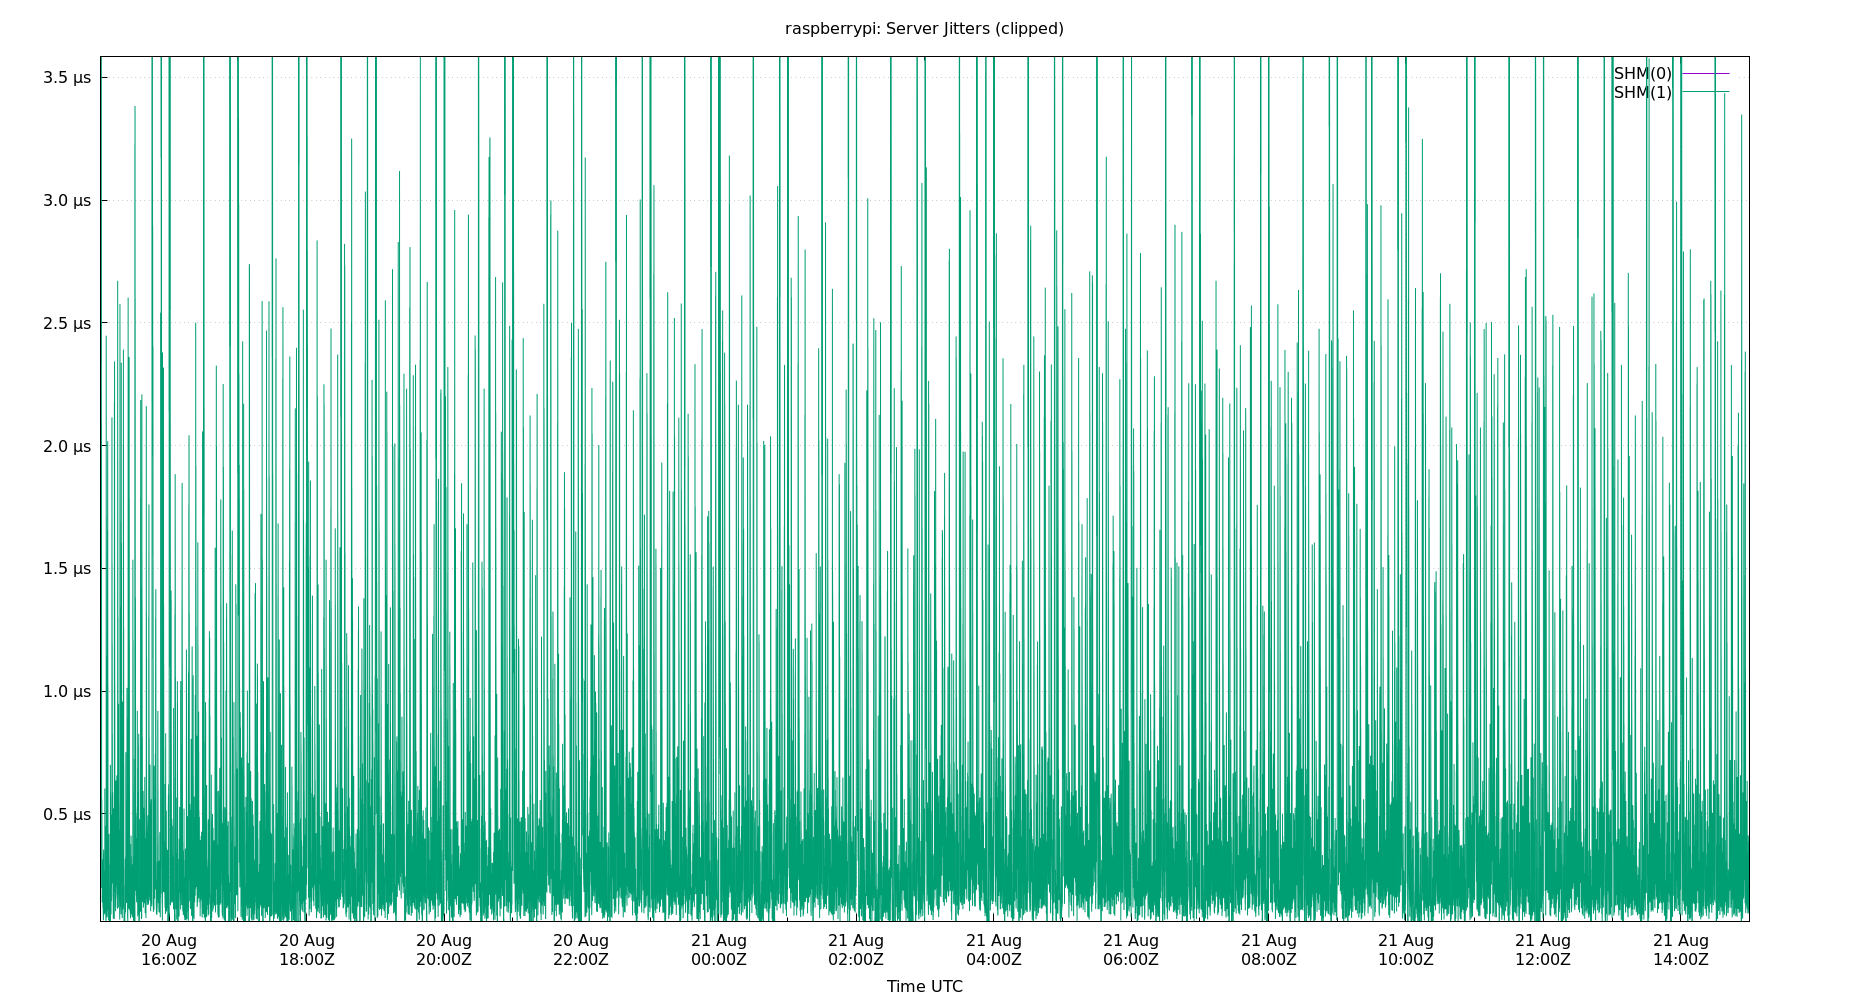 raspberrypi: Server Jitters (clipped)
3.5 µs
3.0 µs
2.5 µs
2.0 µs
1.5 µs
1.0 µs
0.5 µs
SHM(0)
SHM(1)
20 Aug 20 Aug 20 Aug 20 Aug 21 Aug 21 Aug 21 Aug 21 Aug 21 Aug 21 Aug 21 Aug 21 Aug
16:00Z 18:00Z 20:00Z 22:00Z 00:00Z 02:00Z 04:00Z 06:00Z 08:00Z 10:00Z 12:00Z 14:00Z
Time UTC